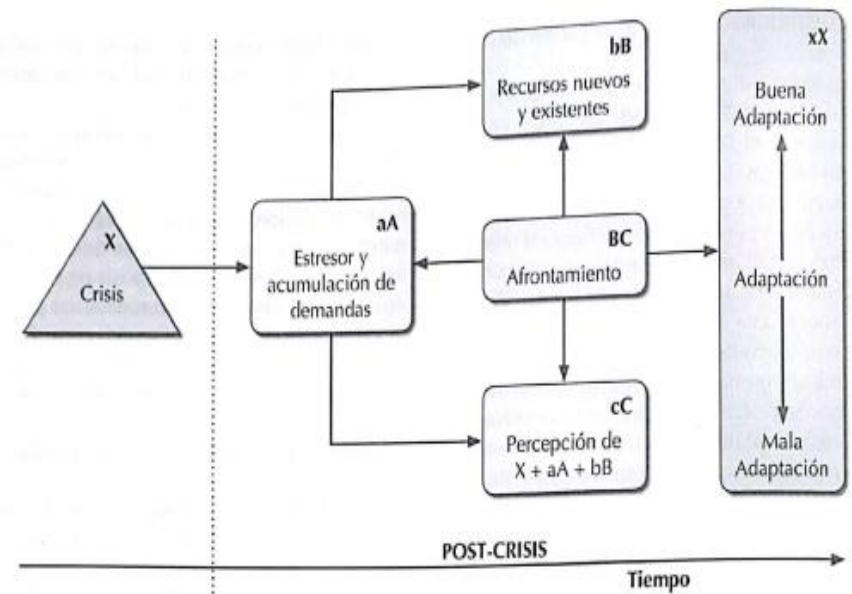 X
Crisis
aA
Estresor y
acumulación de
demandas
bB
Recursos nuevos
y existentes
BC
Afrontamiento
cC
Percepción de
X + aA + bB
xX
Buena
Adaptación
Adaptación
Mala
Adaptación
POST-CRISIS
Tiempo